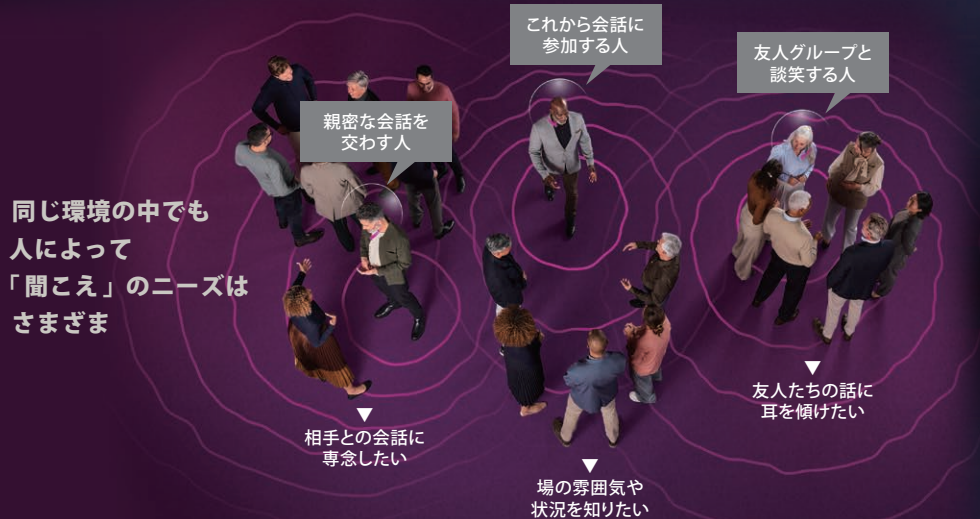 これから会話に
参加する人
友人グループと
談笑する人
親密な会話を
交わす人
同じ環境の中でも
人によって
「聞こえ」のニーズは
さまざま
▼
相手との会話に
専念したい
▼
場の雰囲気や
状況を知りたい
▼
友人たちの話に
耳を傾けたい